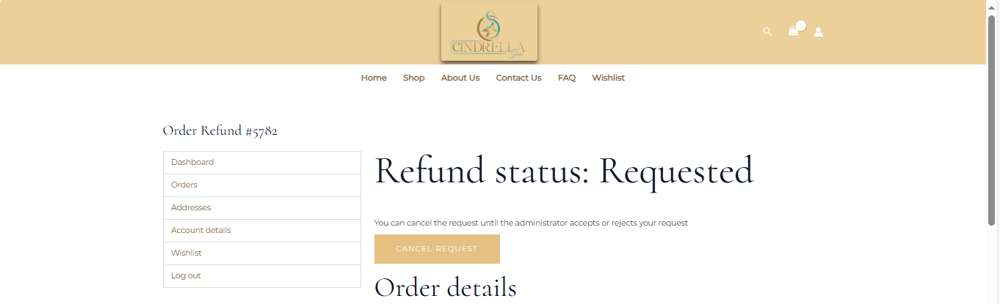 CINDRELLA
Shoes
Home Shop About Us Contact Us FAQ Wishlist
Order Refund #5782
Dashboard
Orders
Addresses
Account details
Wishlist
Log out
Refund status: Requested
You can cancel the request until the administrator accepts or rejects your request
CANCEL REQUEST
Order details